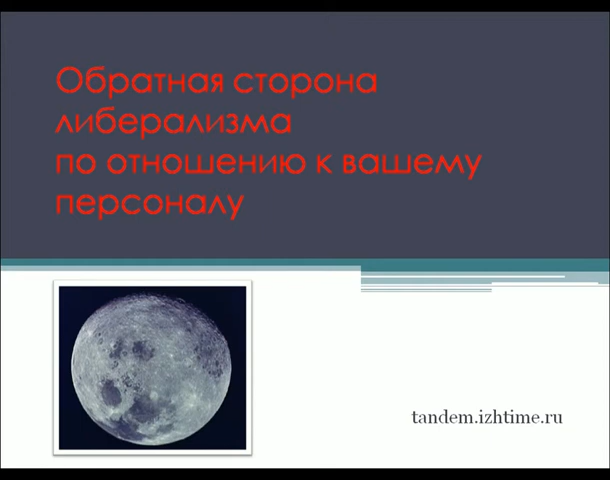 Обратная сторона
либерализма
по отношению к вашему
персоналу
tandem.izhtime.ru